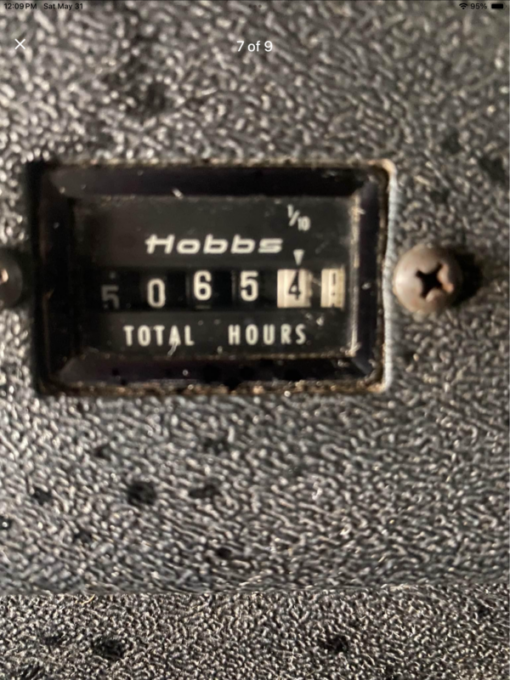 12:09 PM Sat May 31
95%
7 of 9
1/10
Hobbs
5 0 6 5 4
TOTAL HOURS